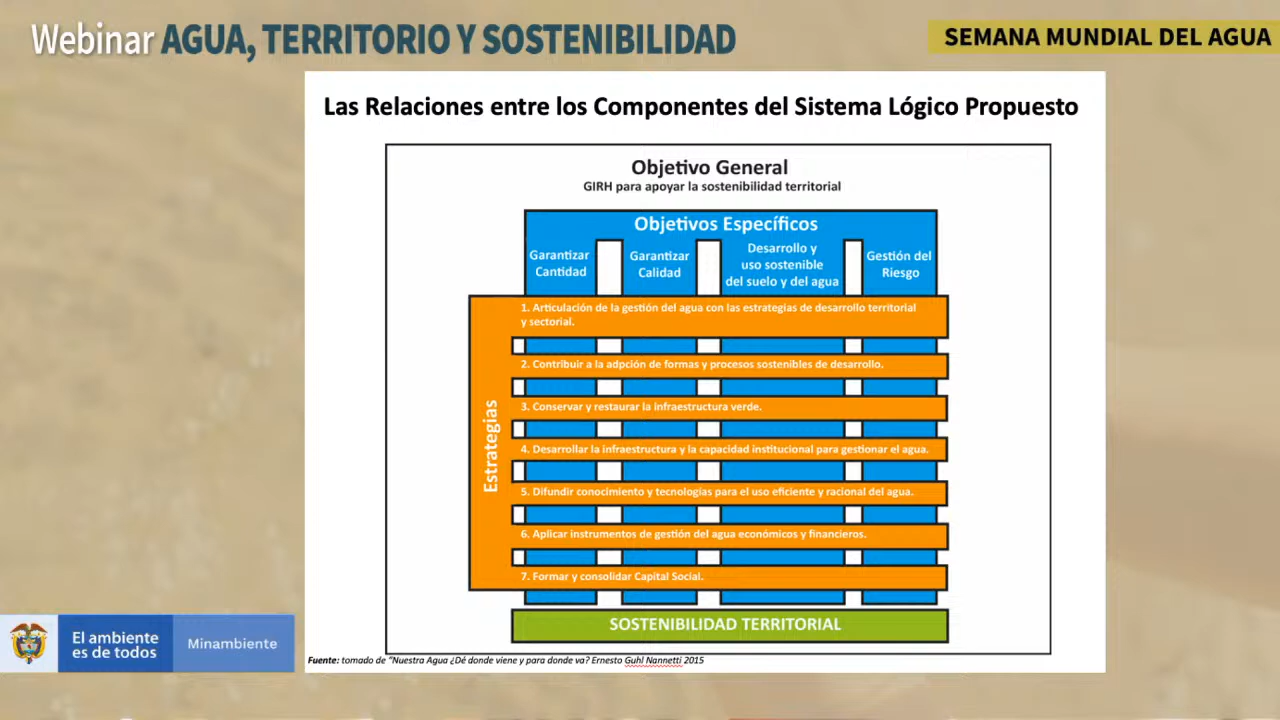 Webinar AGUA, TERRITORIO Y SOSTENIBILIDAD
SEMANA MUNDIAL DEL AGUA
Las Relaciones entre los Componentes del Sistema Lógico Propuesto
Objetivo General
GIRH para apoyar la sostenibilidad territorial
Objetivos Específicos
Garantizar
Cantidad
Garantizar
Calidad
Desarrollo y
uso sostenible
del suelo y del agua
Gestión del
Riesgo
Estrategias
1. Articulación de la gestión del agua con las estrategias de desarrollo territorial
y sectorial.
2. Contribuir a la adpción de formas y procesos sostenibles de desarrollo.
3. Conservar y restaurar la infraestructura verde.
4. Desarrollar la infraestructura y la capacidad institucional para gestionar el agua.
5. Difundir conocimiento y tecnologías para el uso eficiente y racional del agua.
6. Aplicar instrumentos de gestión del agua económicos y financieros.
7. Formar y consolidar Capital Social.
SOSTENIBILIDAD TERRITORIAL
Fuente: tomado de "Nuestra Agua ¿Dé donde viene y para donde va? Ernesto Guhl Nannetti 2015
El ambiente
es de todos
Minambiente